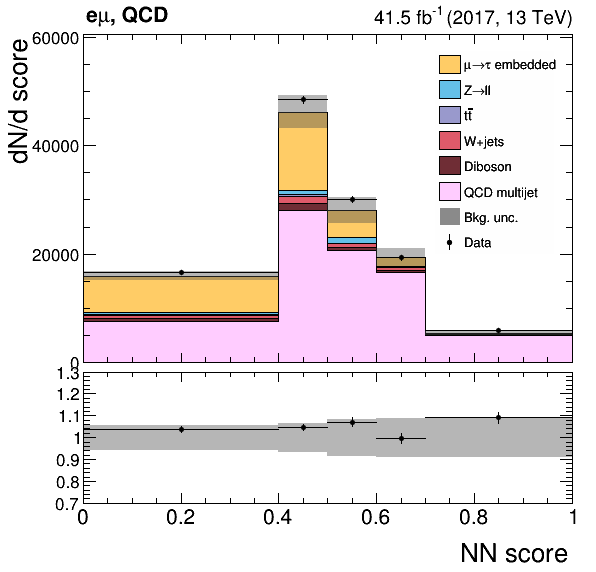 eμ, QCD
41.5 fb⁻¹ (2017, 13 TeV)
dN/d score
60000
40000
20000
0
μ→τ embedded
Z→ll
tt̄
W+jets
Diboson
QCD multijet
Bkg. unc.
Data
1.3
1.2
1.1
1
0.9
0.8
0.7
0 0.2 0.4 0.6 0.8 1
NN score